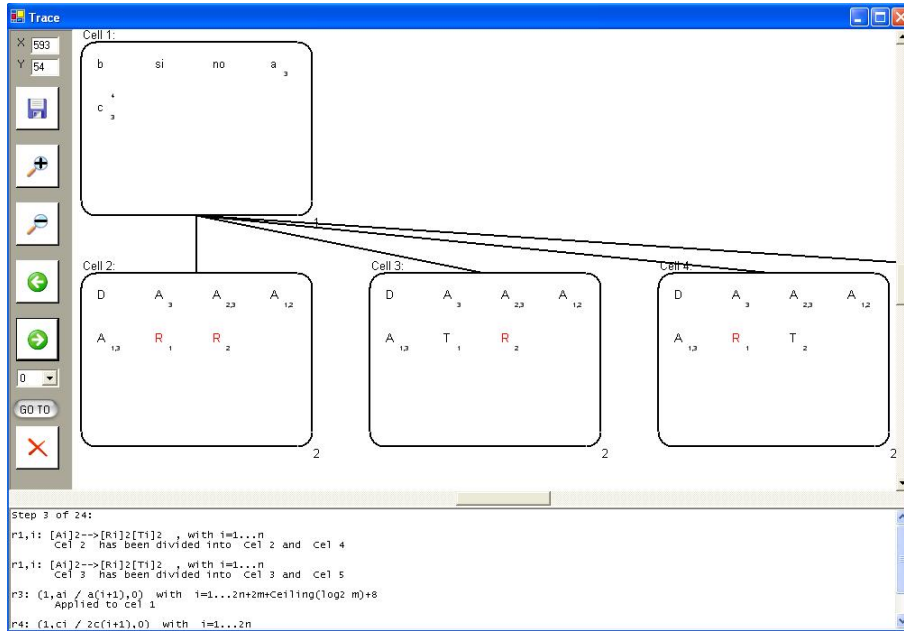 Trace
X 593
Y 54
0
GO TO
Cell 1:
b si no a 3
c 4 3
1
Cell 2:
D A 3 A 2,3 A 1,2
A 1,3 R 1 R 2
2
Cell 3:
D A 3 A 2,3 A 1,2
A 1,3 T 1 R 2
2
Cell 4:
D A 3 A 2,3 A 1,2
A 1,3 R 1 T 2
2
Step 3 of 24:
r1,i: [Ai]2-->[Ri]2[Ti]2 , with i=1...n
Cel 2 has been divided into Cel 2 and Cel 4
r1,i: [Ai]2-->[Ri]2[Ti]2 , with i=1...n
Cel 3 has been divided into Cel 3 and Cel 5
r3: (1,ai / a(i+1),0) with i=1...2n+2m+Ceiling(log2 m)+8
Applied to cel 1
r4: (1,ci / 2c(i+1),0) with i=1...2n